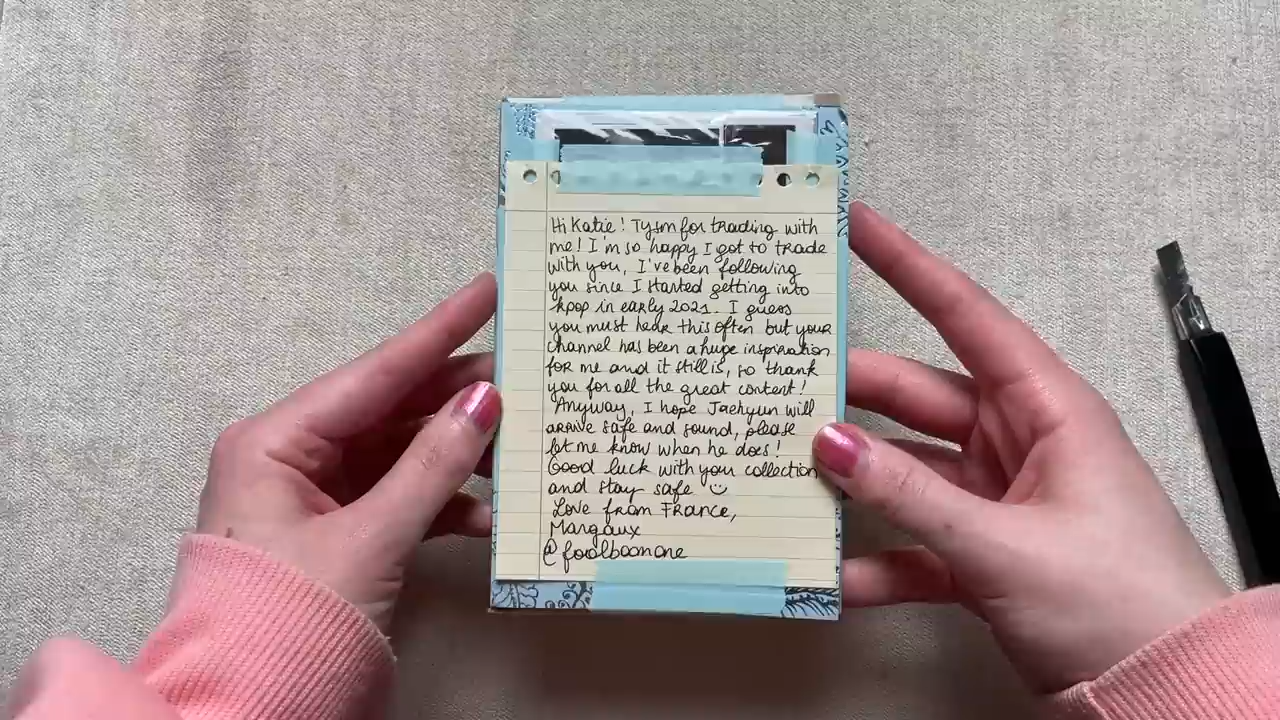 Hi Katie! Tysm for trading with
me! I'm so happy I got to trade
with you, I've been following
you since I started getting into
kpop in early 2021. I guess
you must hear this often but your
channel has been a huge inspiration
for me and it still is, so thank
you for all the great content!
Anyway, I hope Jaehyun will
arrive safe and sound, please
let me know when he does!
Good luck with your collection
and stay safe
Love from France,
Margaux